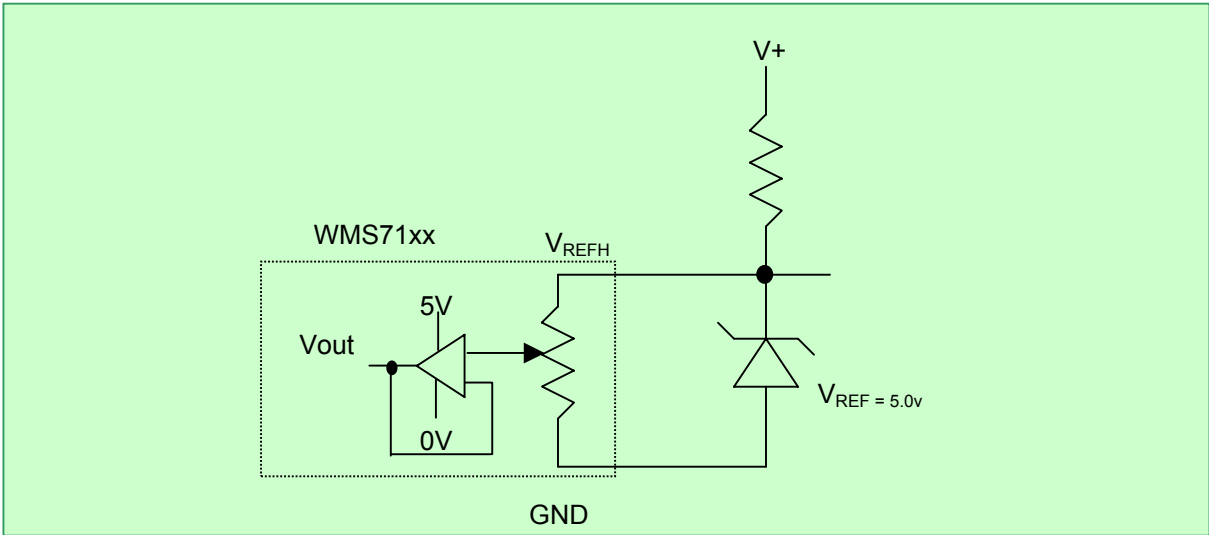 V+
WMS71xx
VREFH
5V
Vout
VREF = 5.0v
0V
GND